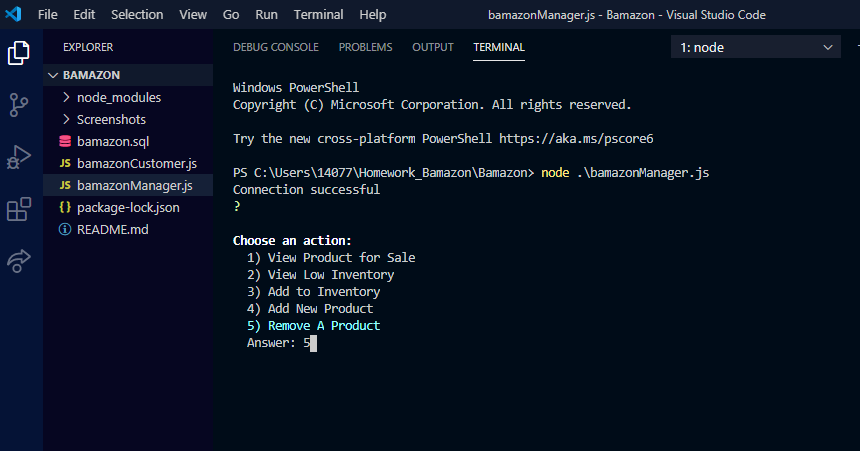 File Edit Selection View Go Run Terminal Help bamazonManager.js - Bamazon - Visual Studio Code
EXPLORER
BAMAZON
node_modules
Screenshots
bamazon.sql
JS bamazonCustomer.js
JS bamazonManager.js
{} package-lock.json
README.md
DEBUG CONSOLE PROBLEMS OUTPUT TERMINAL 1: node
Windows PowerShell
Copyright (C) Microsoft Corporation. All rights reserved.
Try the new cross-platform PowerShell https://aka.ms/pscore6
PS C:\Users\14077\Homework_Bamazon\Bamazon> node .\bamazonManager.js
Connection successful
?
Choose an action:
1) View Product for Sale
2) View Low Inventory
3) Add to Inventory
4) Add New Product
5) Remove A Product
Answer: 5